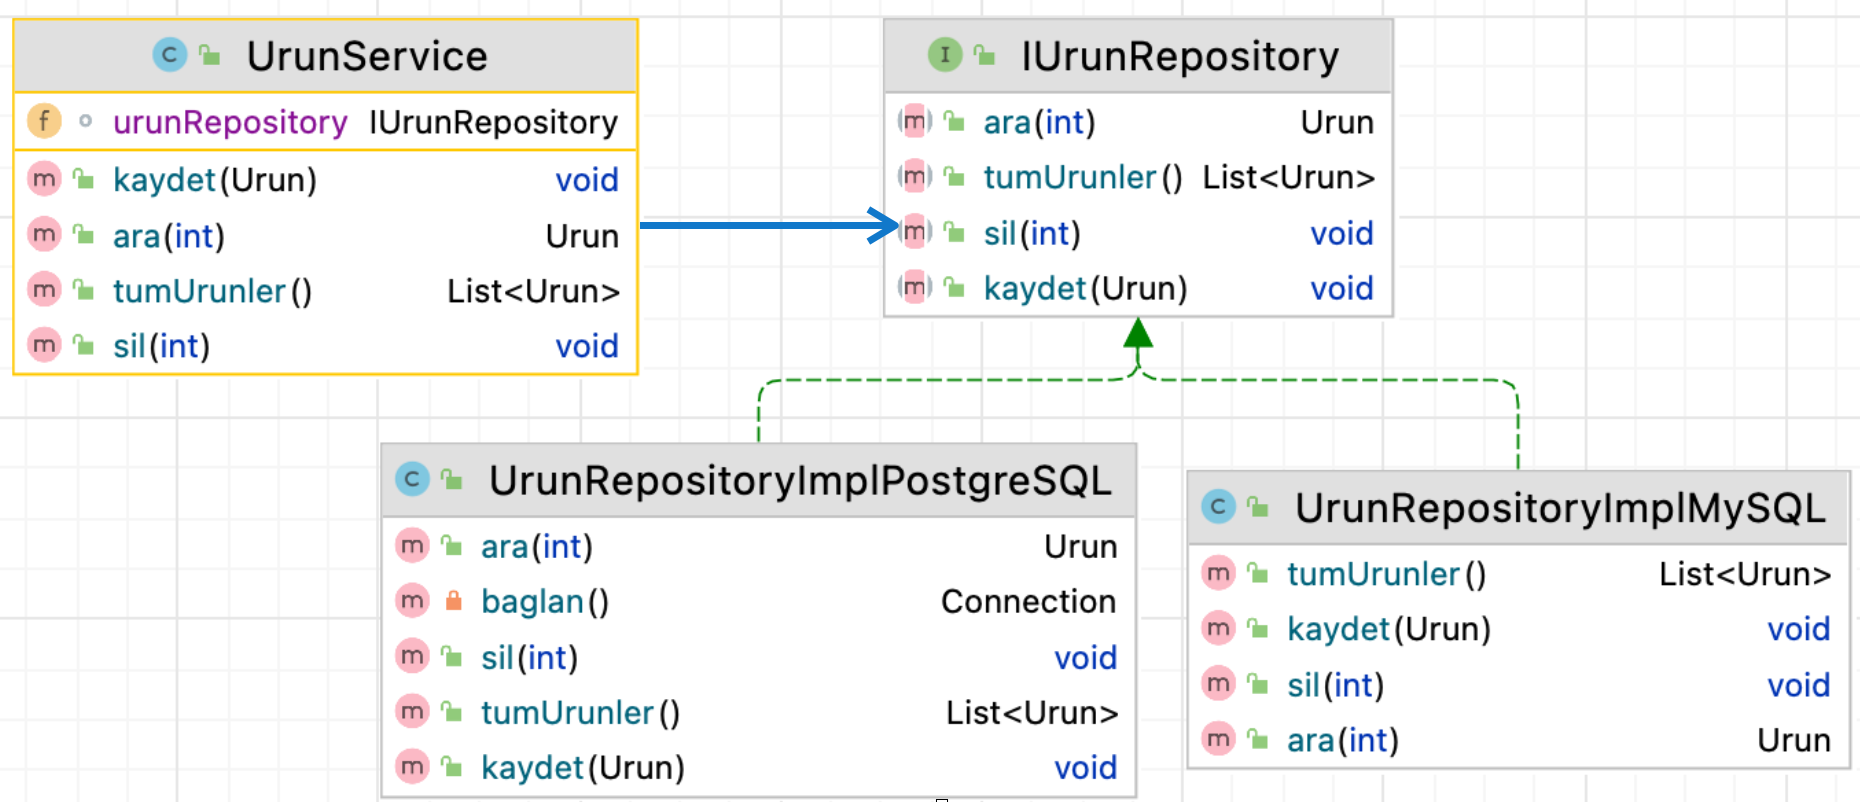 C UrunService
f urunRepository IUrunRepository
m kaydet(Urun) void
m ara(int) Urun
m tumUrunler() List<Urun>
m sil(int) void
I IUrunRepository
m ara(int) Urun
m tumUrunler() List<Urun>
m sil(int) void
m kaydet(Urun) void
C UrunRepositoryImplPostgreSQL
m ara(int) Urun
m baglan() Connection
m sil(int) void
m tumUrunler() List<Urun>
m kaydet(Urun) void
C UrunRepositoryImplMySQL
m tumUrunler() List<Urun>
m kaydet(Urun) void
m sil(int) void
m ara(int) Urun